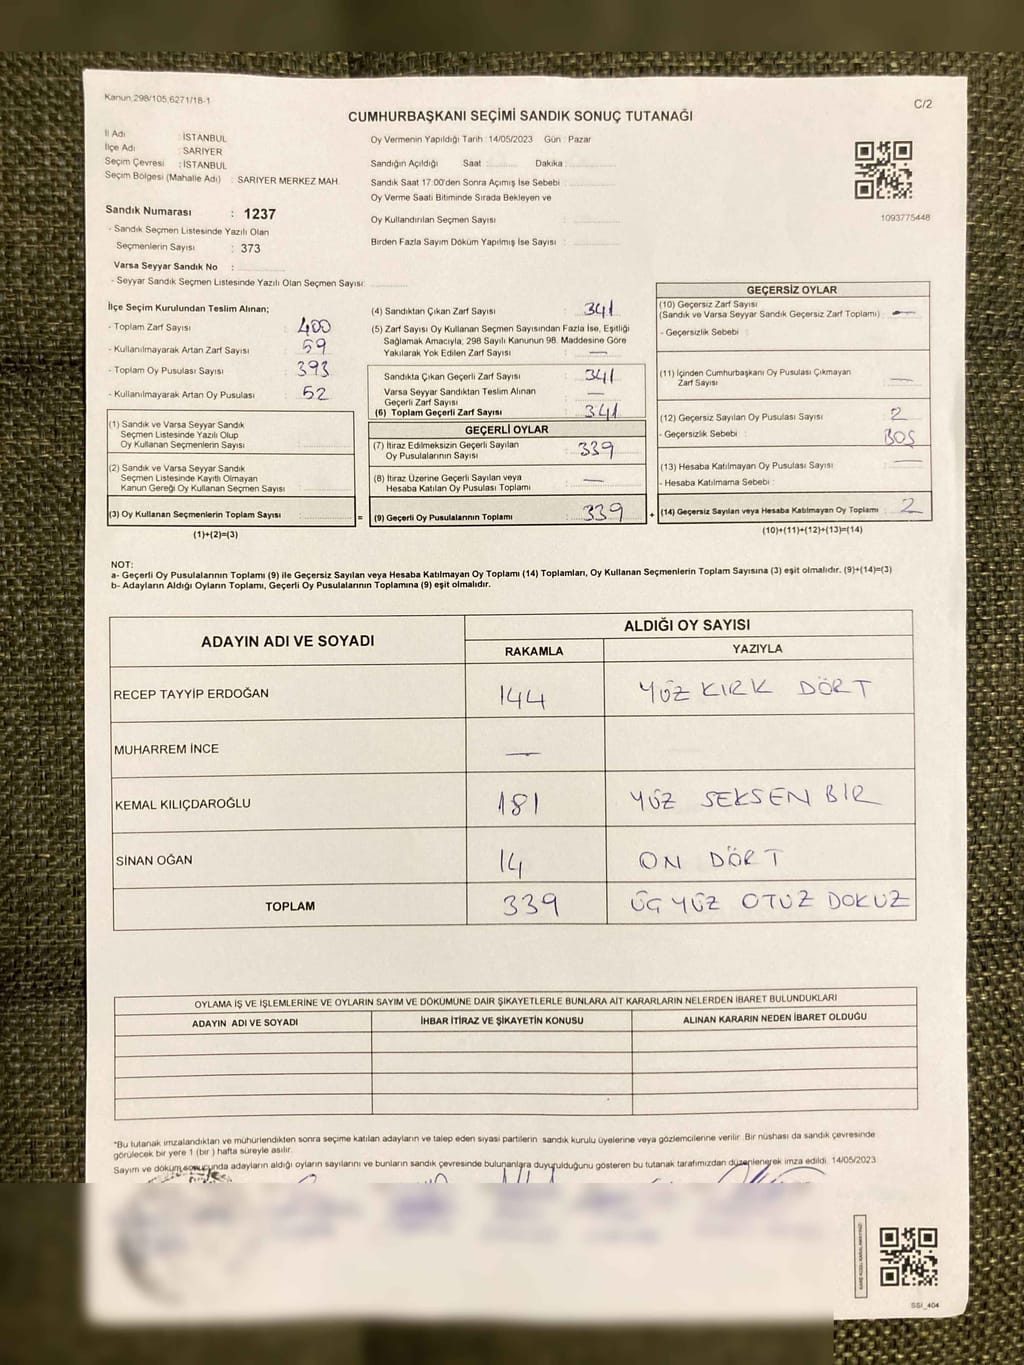 Kanun 298/105,6271/18-1
C/2
CUMHURBAŞKANI SEÇİMİ SANDIK SONUÇ TUTANAĞI
İl Adı : İSTANBUL
İlçe Adı : SARIYER
Seçim Çevresi : İSTANBUL
Seçim Bölgesi (Mahalle Adı) : SARIYER MERKEZ MAH.
Sandık Numarası : 1237
- Sandık Seçmen Listesinde Yazılı Olan
Seçmenlerin Sayısı : 373
Varsa Seyyar Sandık No :
- Seyyar Sandık Seçmen Listesinde Yazılı Olan Seçmen Sayısı:
Oy Vermenin Yapıldığı Tarih :14/05/2023 Gün : Pazar
Sandığın Açıldığı Saat : Dakika :
Sandık Saat 17:00'den Sonra Açımış İse Sebebi :
Oy Verme Saati Bitiminde Sırada Bekleyen ve
Oy Kullandırılan Seçmen Sayısı :
Birden Fazla Sayım Döküm Yapılmış İse Sayısı :
1093775448
İlçe Seçim Kurulundan Teslim Alınan;
- Toplam Zarf Sayısı : 400
- Kullanılmayarak Artan Zarf Sayısı : 59
- Toplam Oy Pusulası Sayısı : 393
- Kullanılmayarak Artan Oy Pusulası : 52
(1) Sandık ve Varsa Seyyar Sandık
Seçmen Listesinde Yazılı Olup
Oy Kullanan Seçmenlerin Sayısı :
(2) Sandık ve Varsa Seyyar Sandık
Seçmen Listesinde Kayıtlı Olmayan
Kanun Gereği Oy Kullanan Seçmen Sayısı :
(3) Oy Kullanan Seçmenlerin Toplam Sayısı :
(1)+(2)=(3)
=
(4) Sandıktan Çıkan Zarf Sayısı : 341
(5) Zarf Sayısı Oy Kullanan Seçmen Sayısından Fazla İse, Eşitliği
Sağlamak Amacıyla, 298 Sayılı Kanunun 98. Maddesine Göre
Yakılarak Yok Edilen Zarf Sayısı : —
Sandıkta Çıkan Geçerli Zarf Sayısı : 341
Varsa Seyyar Sandıktan Teslim Alınan
Geçerli Zarf Sayısı : —
(6) Toplam Geçerli Zarf Sayısı : 341
GEÇERLİ OYLAR
(7) İtiraz Edilmeksizin Geçerli Sayılan
Oy Pusulalarının Sayısı : 339
(8) İtiraz Üzerine Geçerli Sayılan veya
Hesaba Katılan Oy Pusulası Toplamı : —
(9) Geçerli Oy Pusulalarının Toplamı : 339
+
GEÇERSİZ OYLAR
(10) Geçersiz Zarf Sayısı
(Sandık ve Varsa Seyyar Sandık Geçersiz Zarf Toplamı) : —
- Geçersizlik Sebebi :
(11) İçinden Cumhurbaşkanı Oy Pusulası Çıkmayan
Zarf Sayısı : —
(12) Geçersiz Sayılan Oy Pusulası Sayısı : 2
- Geçersizlik Sebebi : BOŞ
(13) Hesaba Katılmayan Oy Pusulası Sayısı : —
- Hesaba Katılmama Sebebi :
(14) Geçersiz Sayılan veya Hesaba Katılmayan Oy Toplamı : 2
(10)+(11)+(12)+(13)=(14)
NOT:
a- Geçerli Oy Pusulalarının Toplamı (9) ile Geçersiz Sayılan veya Hesaba Katılmayan Oy Toplamı (14) Toplamları, Oy Kullanan Seçmenlerin Toplam Sayısına (3) eşit olmalıdır. (9)+(14)=(3)
b- Adayların Aldığı Oyların Toplamı, Geçerli Oy Pusulalarının Toplamına (9) eşit olmalıdır.
ADAYIN ADI VE SOYADI
ALDIĞI OY SAYISI
RAKAMLA YAZIYLA
RECEP TAYYİP ERDOĞAN 144 YÜZ KIRK DÖRT
MUHARREM İNCE —
KEMAL KILIÇDAROĞLU 181 YÜZ SEKSEN BİR
SİNAN OĞAN 14 ON DÖRT
TOPLAM 339 ÜÇ YÜZ OTUZ DOKUZ
OYLAMA İŞ VE İŞLEMLERİNE VE OYLARIN SAYIM VE DÖKÜMÜNE DAİR ŞİKAYETLERLE BUNLARA AİT KARARLARIN NELERDEN İBARET BULUNDUKLARI
ADAYIN ADI VE SOYADI İHBAR İTİRAZ VE ŞİKAYETİN KONUSU ALINAN KARARIN NEDEN İBARET OLDUĞU
*Bu tutanak imzalandıktan ve mühürlendikten sonra seçime katılan adayların ve talep eden siyasi partilerin sandık kurulu üyelerine veya gözlemcilerine verilir. Bir nüshası da sandık çevresinde
görülecek bir yere 1 (bir ) hafta süreyle asılır.
Sayım ve döküm sonucunda adayların aldığı oyların sayılarını ve bunların sandık çevresinde bulunanlara duyurulduğunu gösteren bu tutanak tarafımızdan düzenlenerek imza edildi. 14/05/2023
SSI_404